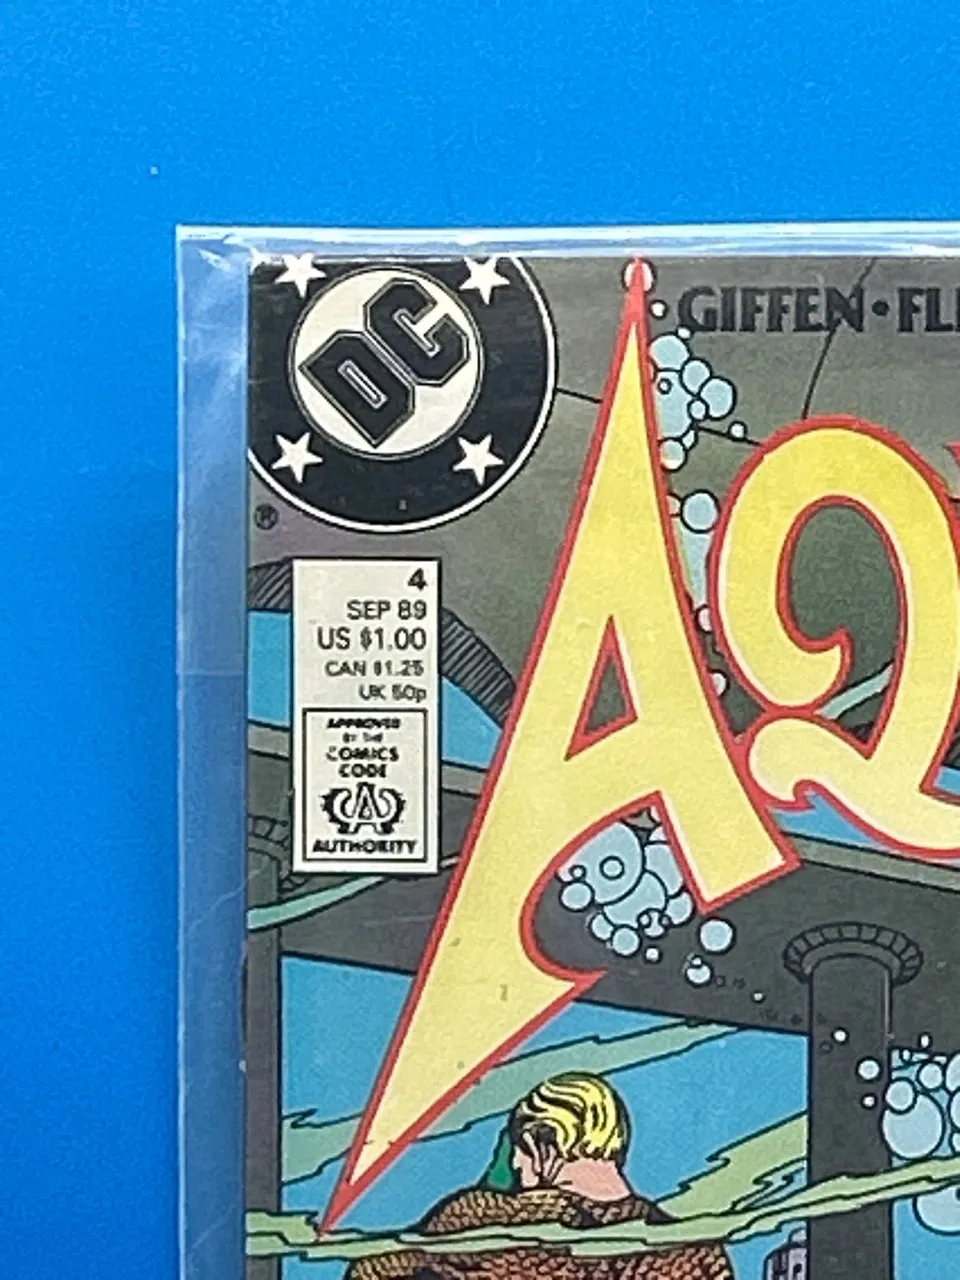 DC
GIFFEN • FL
AQ
®
4
SEP 89
US $1.00
CAN $1.25
UK 50p
APPROVED
BY THE
COMICS
CODE
A
AUTHORITY